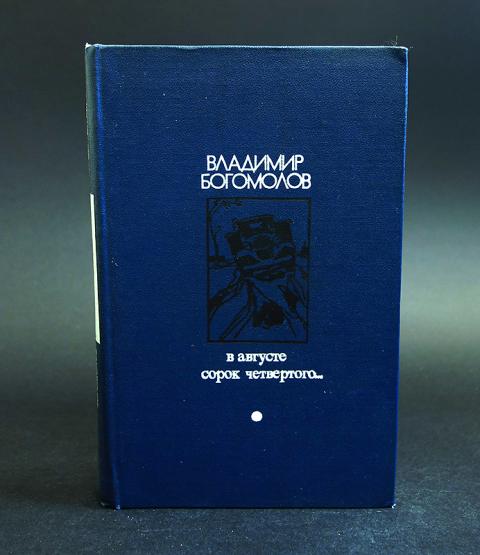 ВЛАДИМИР
БОГОМОЛОВ
в августе
сорок четвертого...